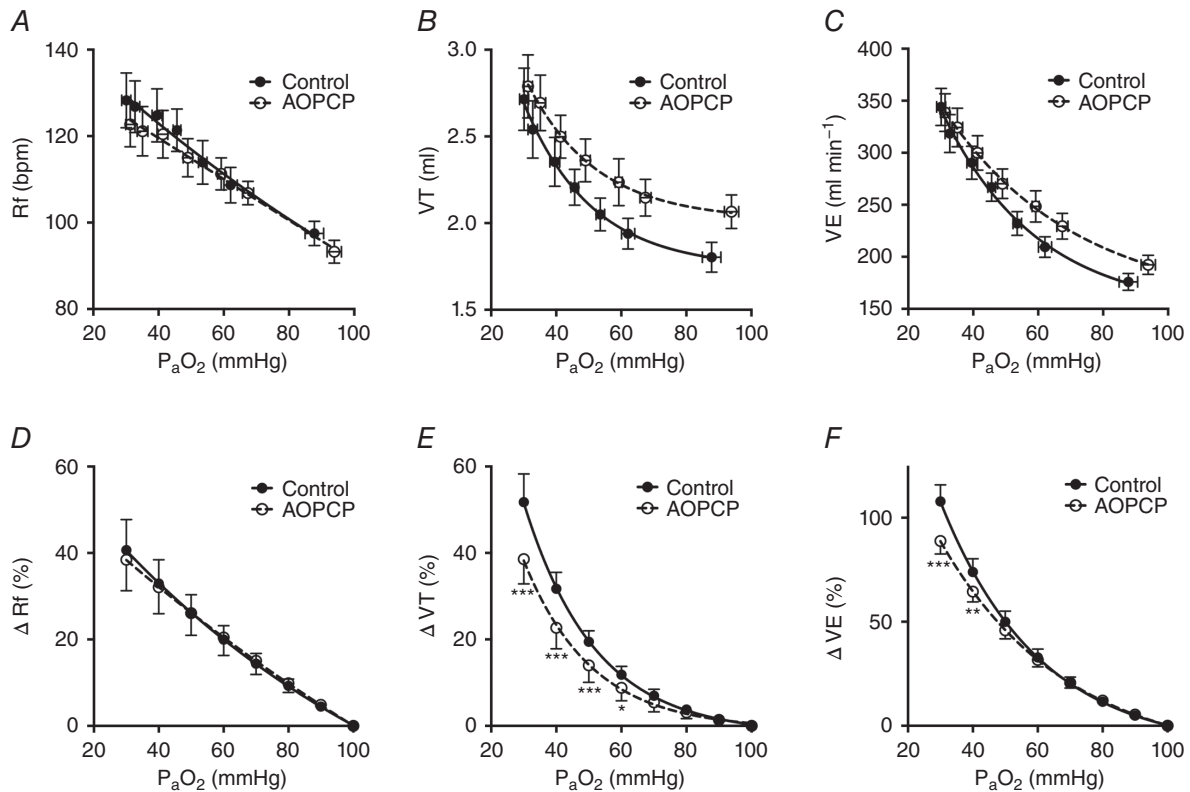 A
140
120
100
80
Rf (bpm)
Control
AOPCP
20 40 60 80 100
PaO2 (mmHg)
B
3.0
2.5
2.0
1.5
VT (ml)
Control
AOPCP
20 40 60 80 100
PaO2 (mmHg)
C
400
350
300
250
200
150
VE (ml min−1)
Control
AOPCP
20 40 60 80 100
PaO2 (mmHg)
D
60
40
20
0
Δ Rf (%)
Control
AOPCP
20 40 60 80 100
PaO2 (mmHg)
E
60
40
20
0
Δ VT (%)
Control
AOPCP
***
***
***
*
20 40 60 80 100
PaO2 (mmHg)
F
100
50
0
Δ VE (%)
Control
AOPCP
***
**
20 40 60 80 100
PaO2 (mmHg)